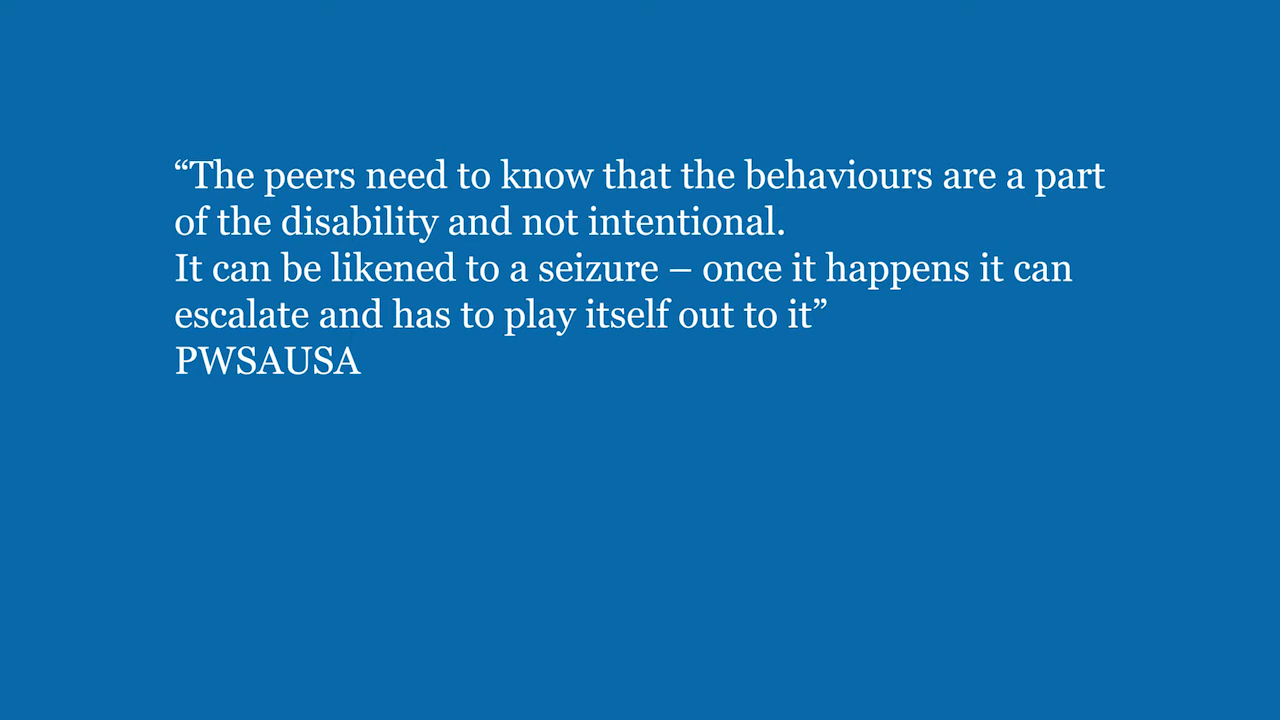 “The peers need to know that the behaviours are a part
of the disability and not intentional.
It can be likened to a seizure – once it happens it can
escalate and has to play itself out to it”
PWSAUSA